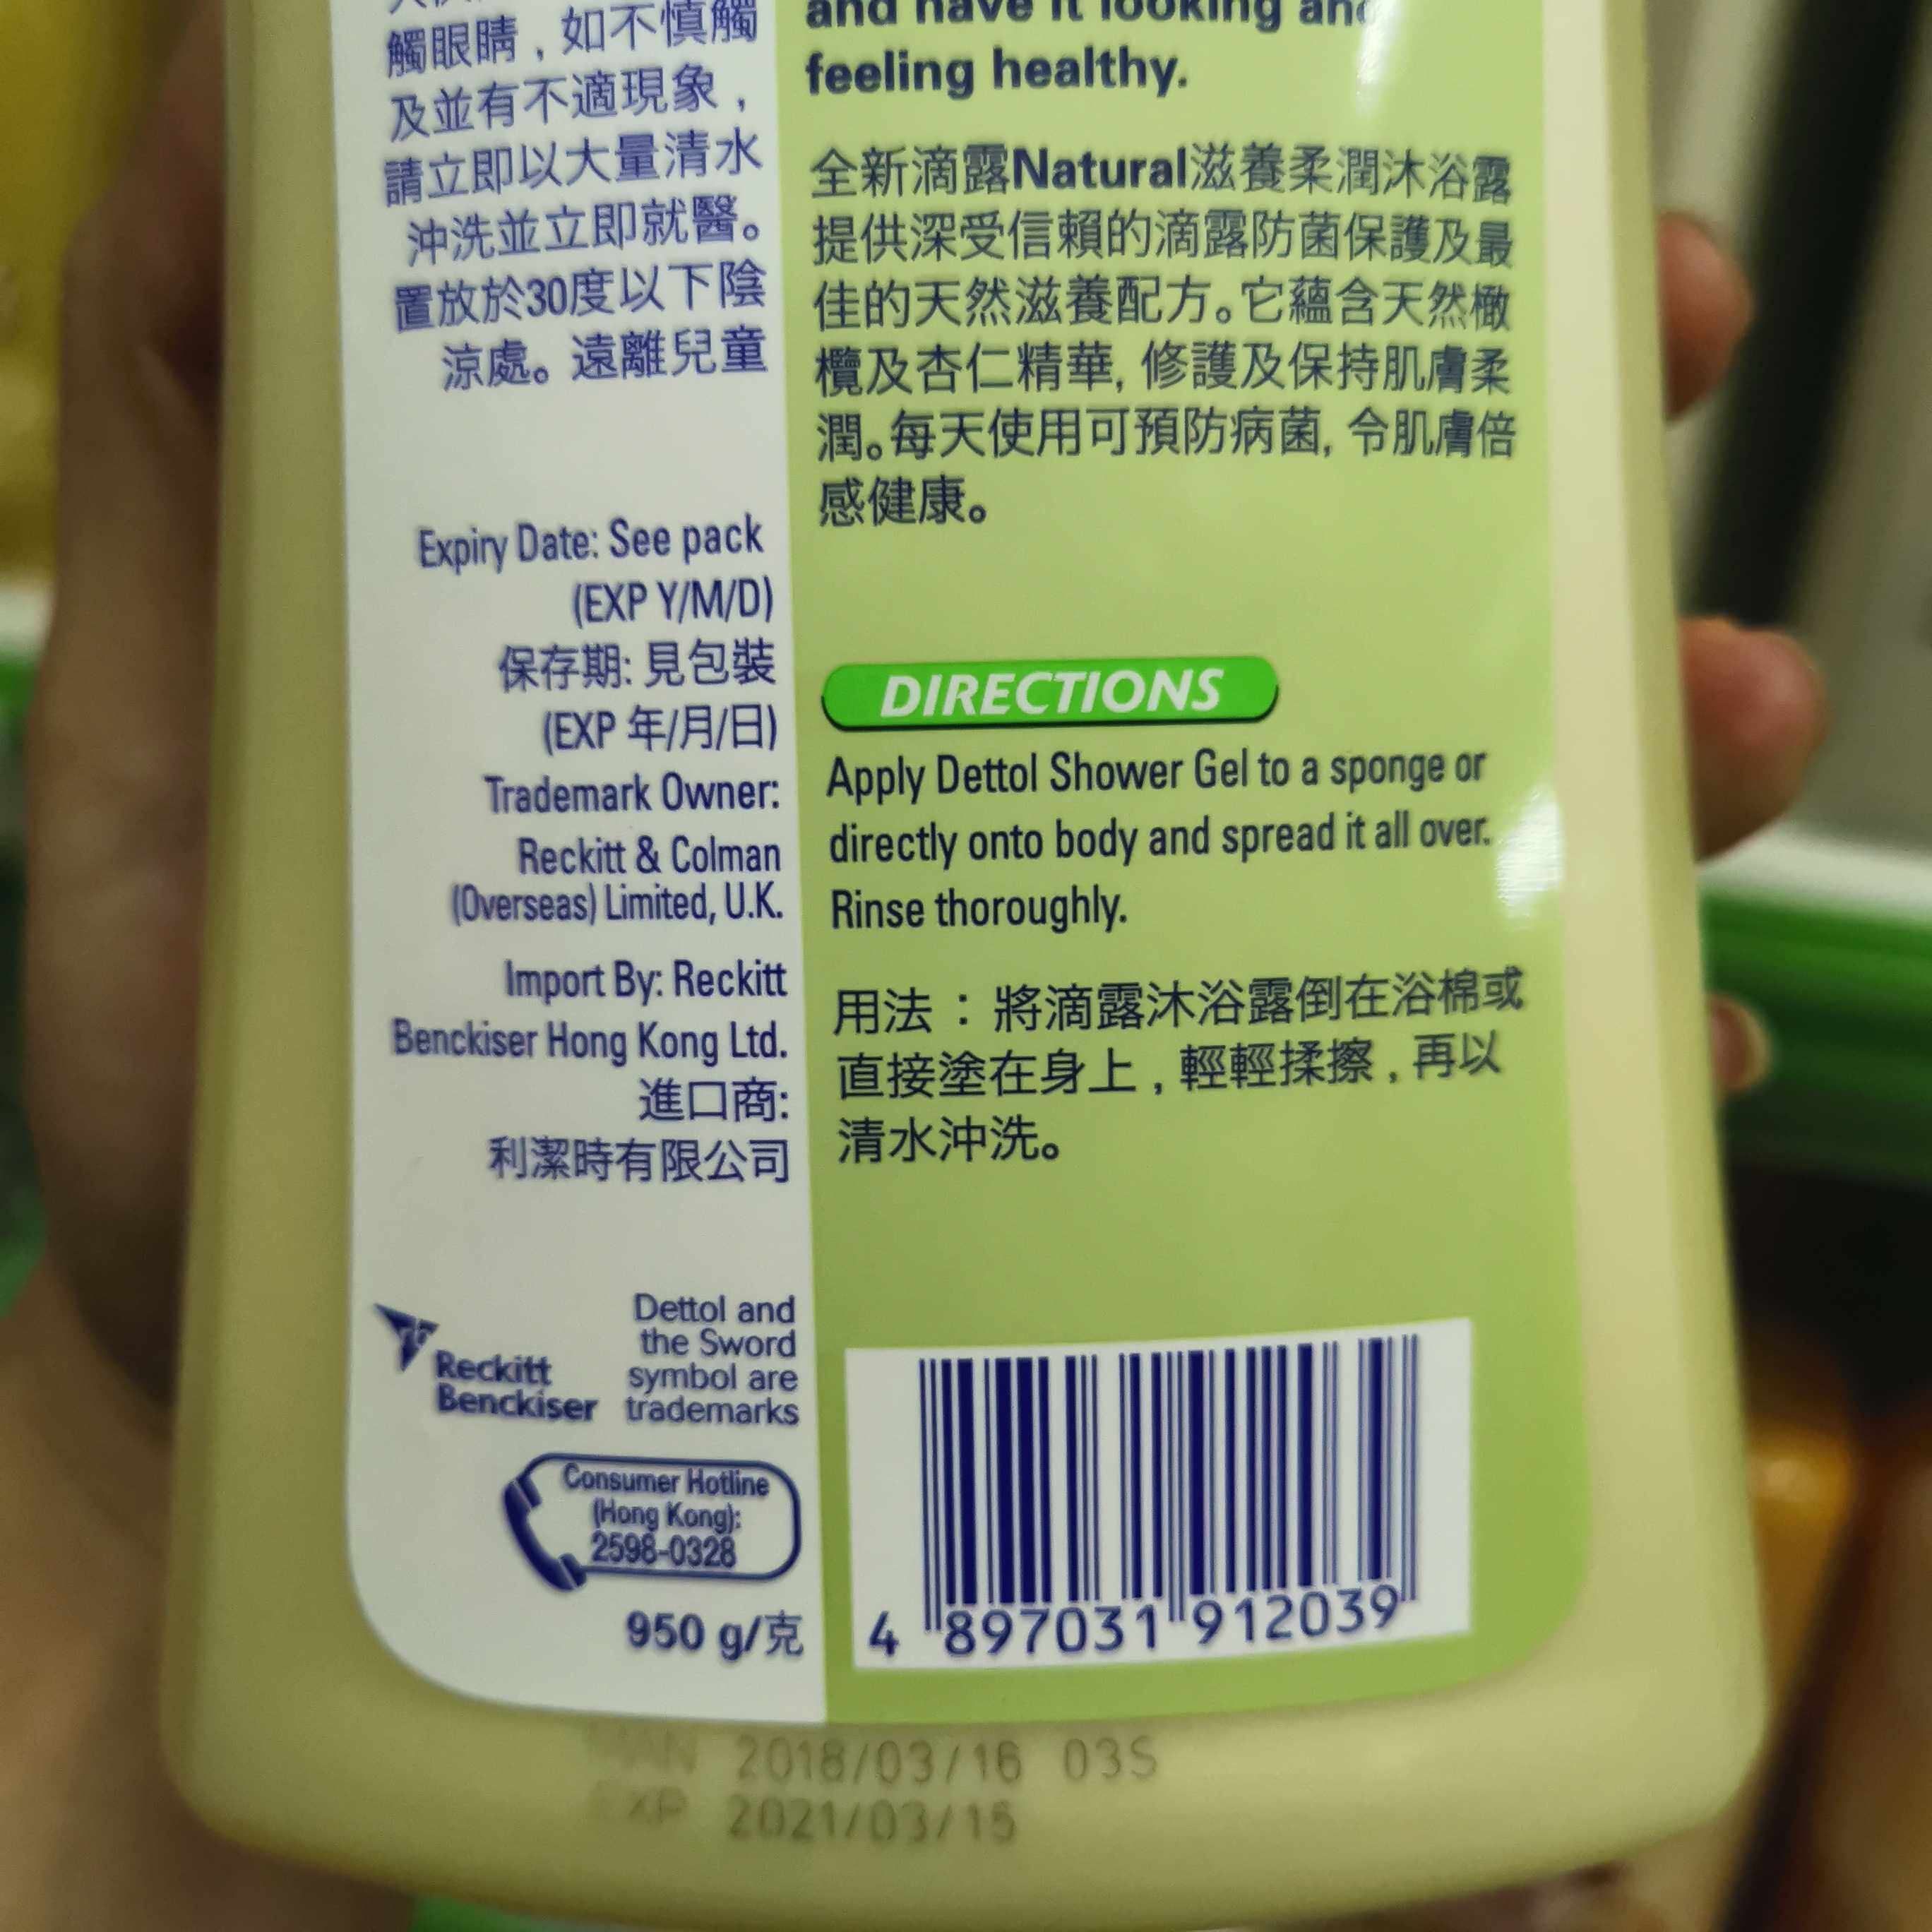 觸眼睛，如不慎觸
及並有不適現象，
請立即以大量清水
沖洗並立即就醫。
置放於30度以下陰
涼處。遠離兒童
Expiry Date: See pack
(EXP Y/M/D)
保存期: 見包裝
(EXP 年/月/日)
Trademark Owner:
Reckitt & Colman
(Overseas) Limited, U.K.
Import By: Reckitt
Benckiser Hong Kong Ltd.
進口商:
利潔時有限公司
Reckitt
Benckiser
Dettol and
the Sword
symbol are
trademarks
Consumer Hotline
(Hong Kong):
2598-0328
950 g/克
and have it looking and
feeling healthy.
全新滴露Natural滋養柔潤沐浴露
提供深受信賴的滴露防菌保護及最
佳的天然滋養配方。它蘊含天然橄
欖及杏仁精華, 修護及保持肌膚柔
潤。每天使用可預防病菌, 令肌膚倍
感健康。
DIRECTIONS
Apply Dettol Shower Gel to a sponge or
directly onto body and spread it all over.
Rinse thoroughly.
用法：將滴露沐浴露倒在浴棉或
直接塗在身上，輕輕揉擦，再以
清水沖洗。
4 897031 912039
MAN 2018/03/16 03S
EXP 2021/03/15